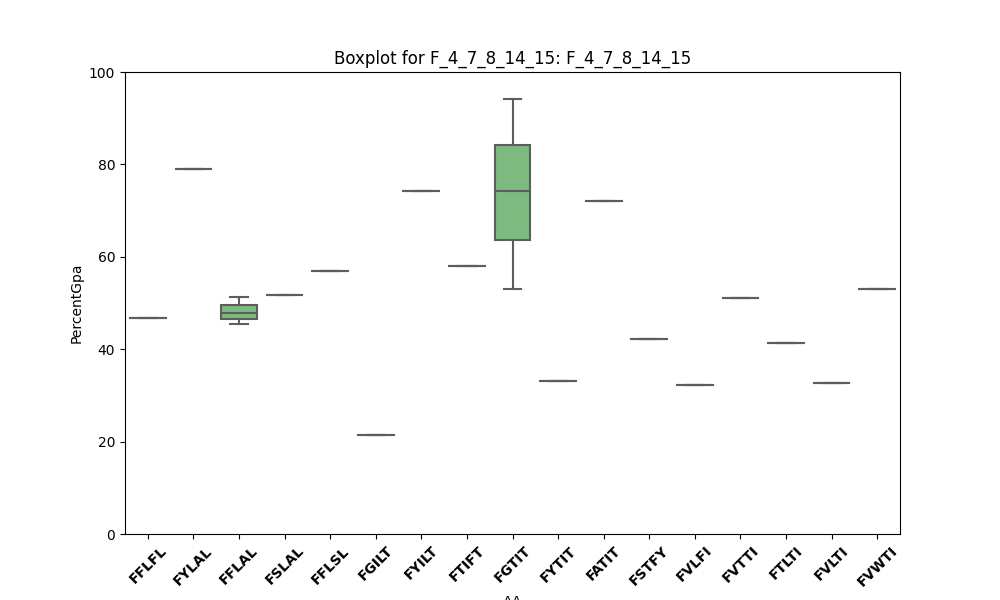 Boxplot for F_4_7_8_14_15: F_4_7_8_14_15
100
80
60
40
20
0
PercentGpa
FFLFL
FYLAL
FFLAL
FSLAL
FFLSL
FGILT
FYILT
FTIFT
FGTIT
FYTIT
FATIT
FSTFY
FVLFI
FVTTI
FTLTI
FVLTI
FVWTI